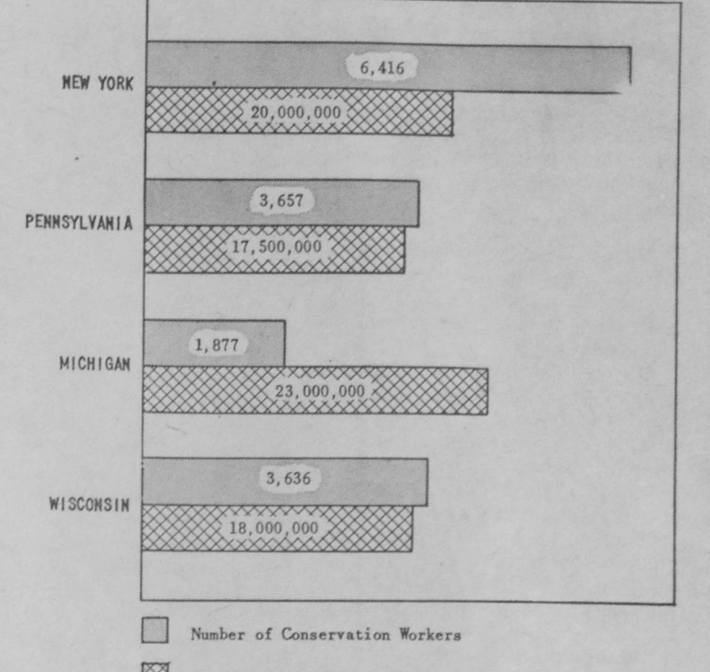 6,416
NEW YORK
20,000,000
3,657
PENNSYLVANIA
17,500,000
1,877
MICHIGAN
23,000,000
3,636
WISCONSIN
18,000,000
Number of Conservation Workers